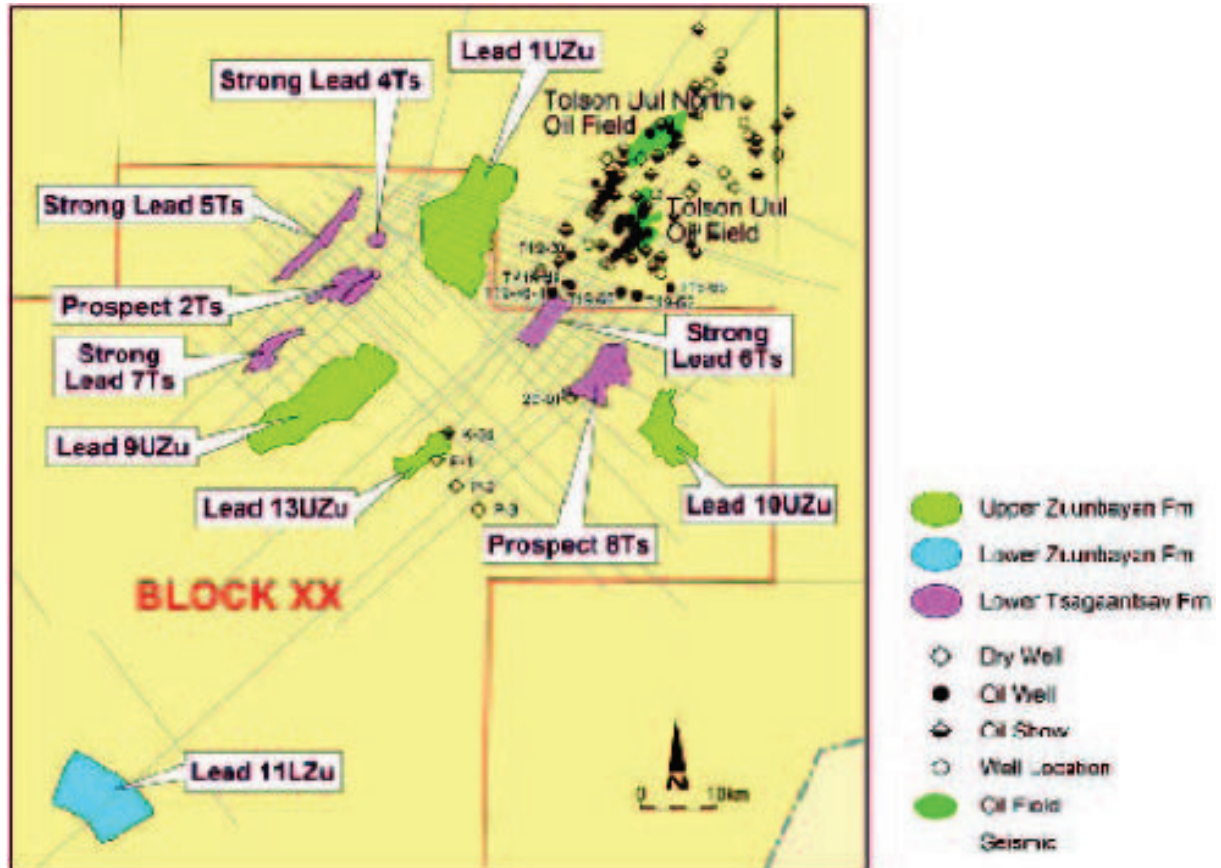 Lead 1UZu
Strong Lead 4Ts
Tolson Uul North
Oil Field
Strong Lead 5Ts
Tolson Uul
Oil Field
Prospect 2Ts
Strong
Lead 7Ts
Strong
Lead 6Ts
Lead 9UZu
Lead 13UZu
Lead 10UZu
Prospect 8Ts
P-2
P-3
BLOCK XX
Lead 11LZu
N
0 10km
Upper Zuunbayan Fm
Lower Zuunbayan Fm
Lower Tsagaantsav Fm
Dry Well
Oil Well
Oil Show
Well Location
Oil Field
Seismic